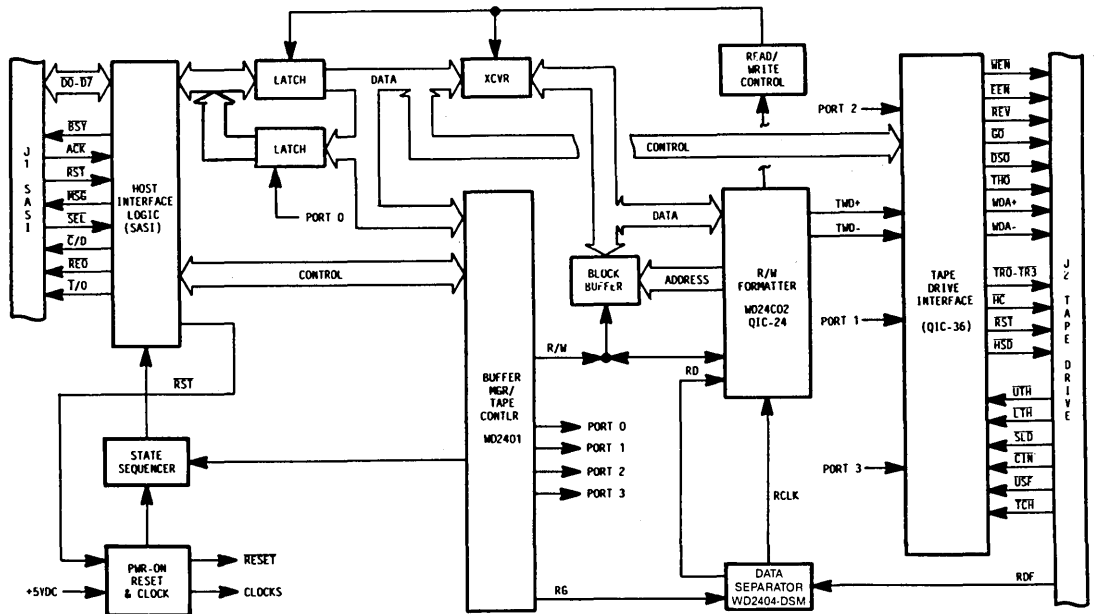 J1 SASI
D0-D7
BSY
ACK
RST
MSG
SEL
C/D
REQ
I/O
HOST
INTERFACE
LOGIC
(SASI)
LATCH
LATCH
PORT 0
DATA
XCVR
READ/
WRITE
CONTROL
CONTROL
CONTROL
DATA
BLOCK
BUFFER
ADDRESS
R/W
FORMATTER
WD24C02
QIC-24
TWD+
TWD-
PORT 2
PORT 1
PORT 3
TAPE
DRIVE
INTERFACE
(QIC-36)
WEN
EEN
REV
GO
DSO
THD
WDA+
WDA-
TR0-TR3
HC
RST
HSD
UTH
LTH
SLD
CIN
USF
TCH
J2 TAPE DRIVE
RST
STATE
SEQUENCER
PWR-ON
RESET
& CLOCK
+5VDC
RESET
CLOCKS
BUFFER
MGR/
TAPE
CONTLR
WD2401
R/W
PORT 0
PORT 1
PORT 2
PORT 3
RG
RD
RCLK
DATA
SEPARATOR
WD2404-DSM
RDF